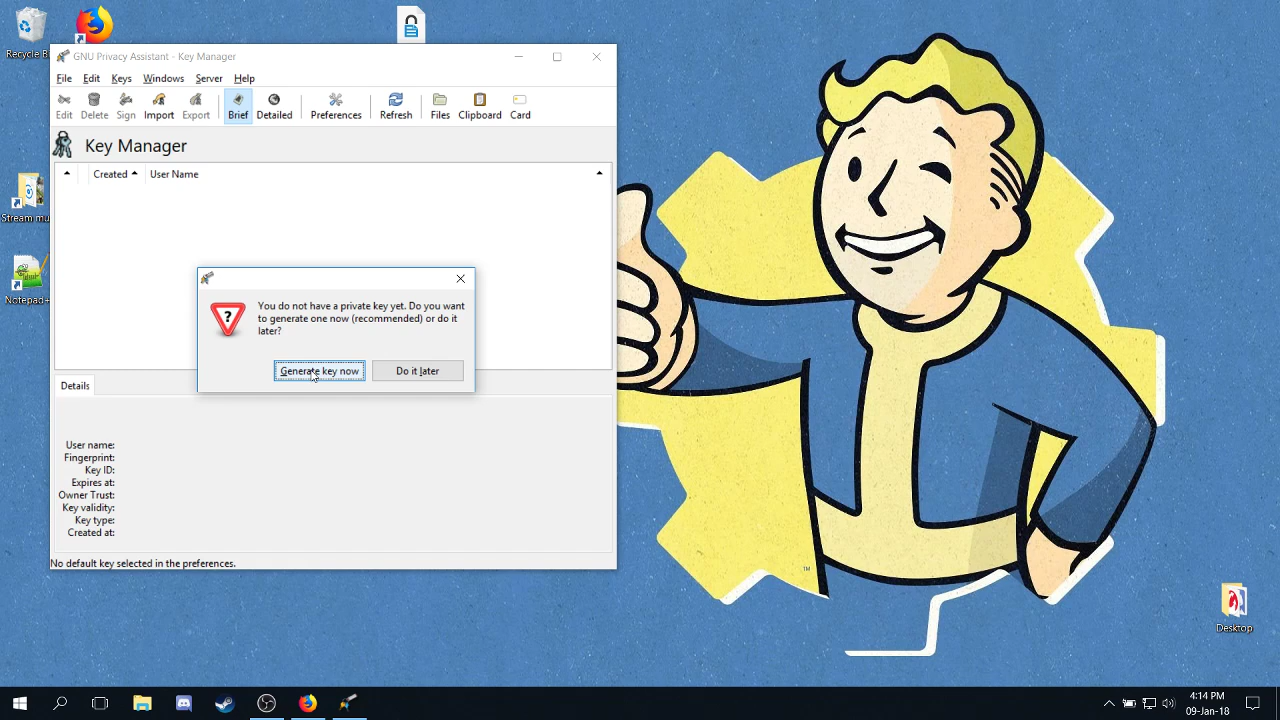 Recycle Bi
GNU Privacy Assistant - Key Manager
File Edit Keys Windows Server Help
Edit Delete Sign Import Export Brief Detailed Preferences Refresh Files Clipboard Card
Key Manager
Created User Name
Stream mu
Notepad+
You do not have a private key yet. Do you want
to generate one now (recommended) or do it
later?
Generate key now Do it later
Details
User name:
Fingerprint:
Key ID:
Expires at:
Owner Trust:
Key validity:
Key type:
Created at:
No default key selected in the preferences.
TM
Desktop
4:14 PM
09-Jan-18